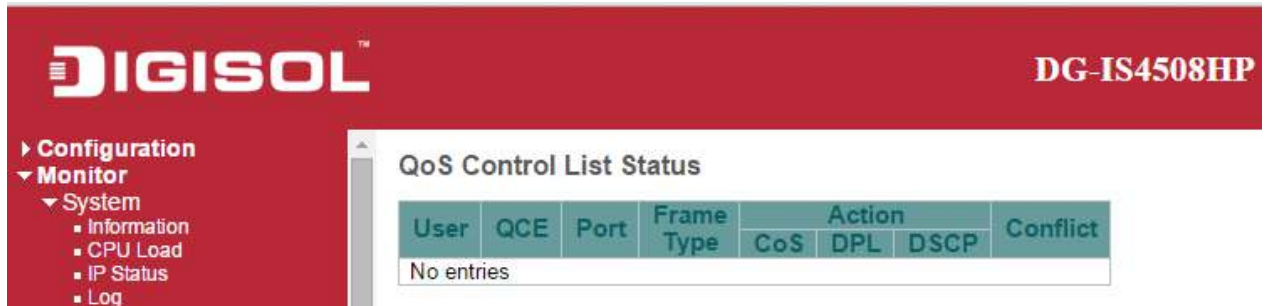 DIGISOL™
DG-IS4508HP
Configuration
Monitor
System
Information
CPU Load
IP Status
Log
QoS Control List Status
User QCE Port Frame Type Action Conflict
CoS DPL DSCP
No entries